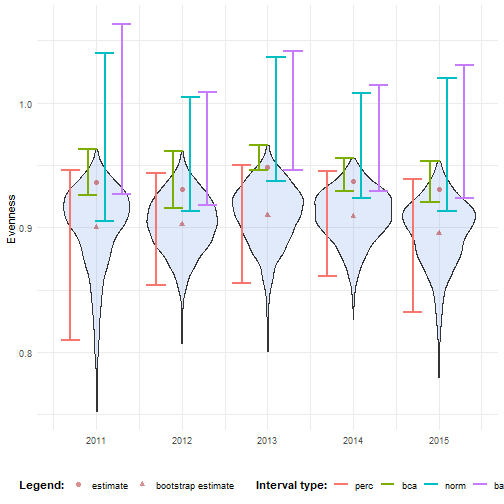 Evenness
1.0
0.9
0.8
2011 2012 2013 2014 2015
Legend: estimate bootstrap estimate Interval type: perc bca norm ba